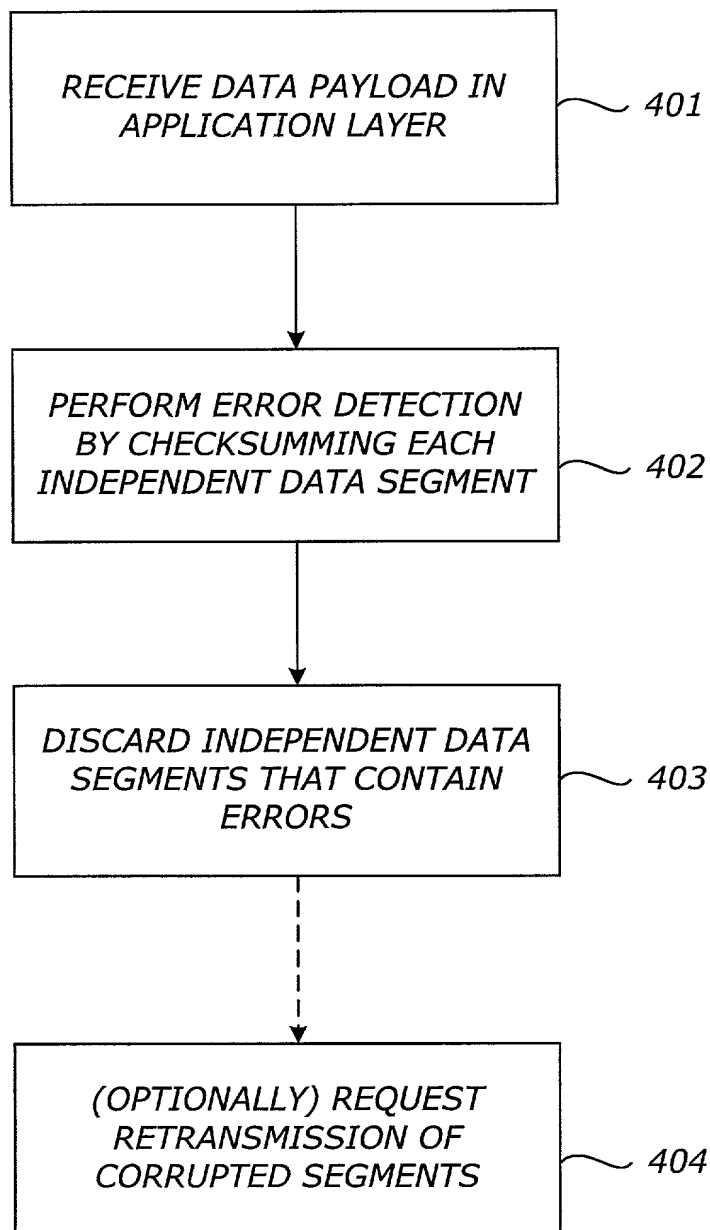 RECEIVE DATA PAYLOAD IN
APPLICATION LAYER
401
PERFORM ERROR DETECTION
BY CHECKSUMMING EACH
INDEPENDENT DATA SEGMENT
402
DISCARD INDEPENDENT DATA
SEGMENTS THAT CONTAIN
ERRORS
403
(OPTIONALLY) REQUEST
RETRANSMISSION OF
CORRUPTED SEGMENTS
404